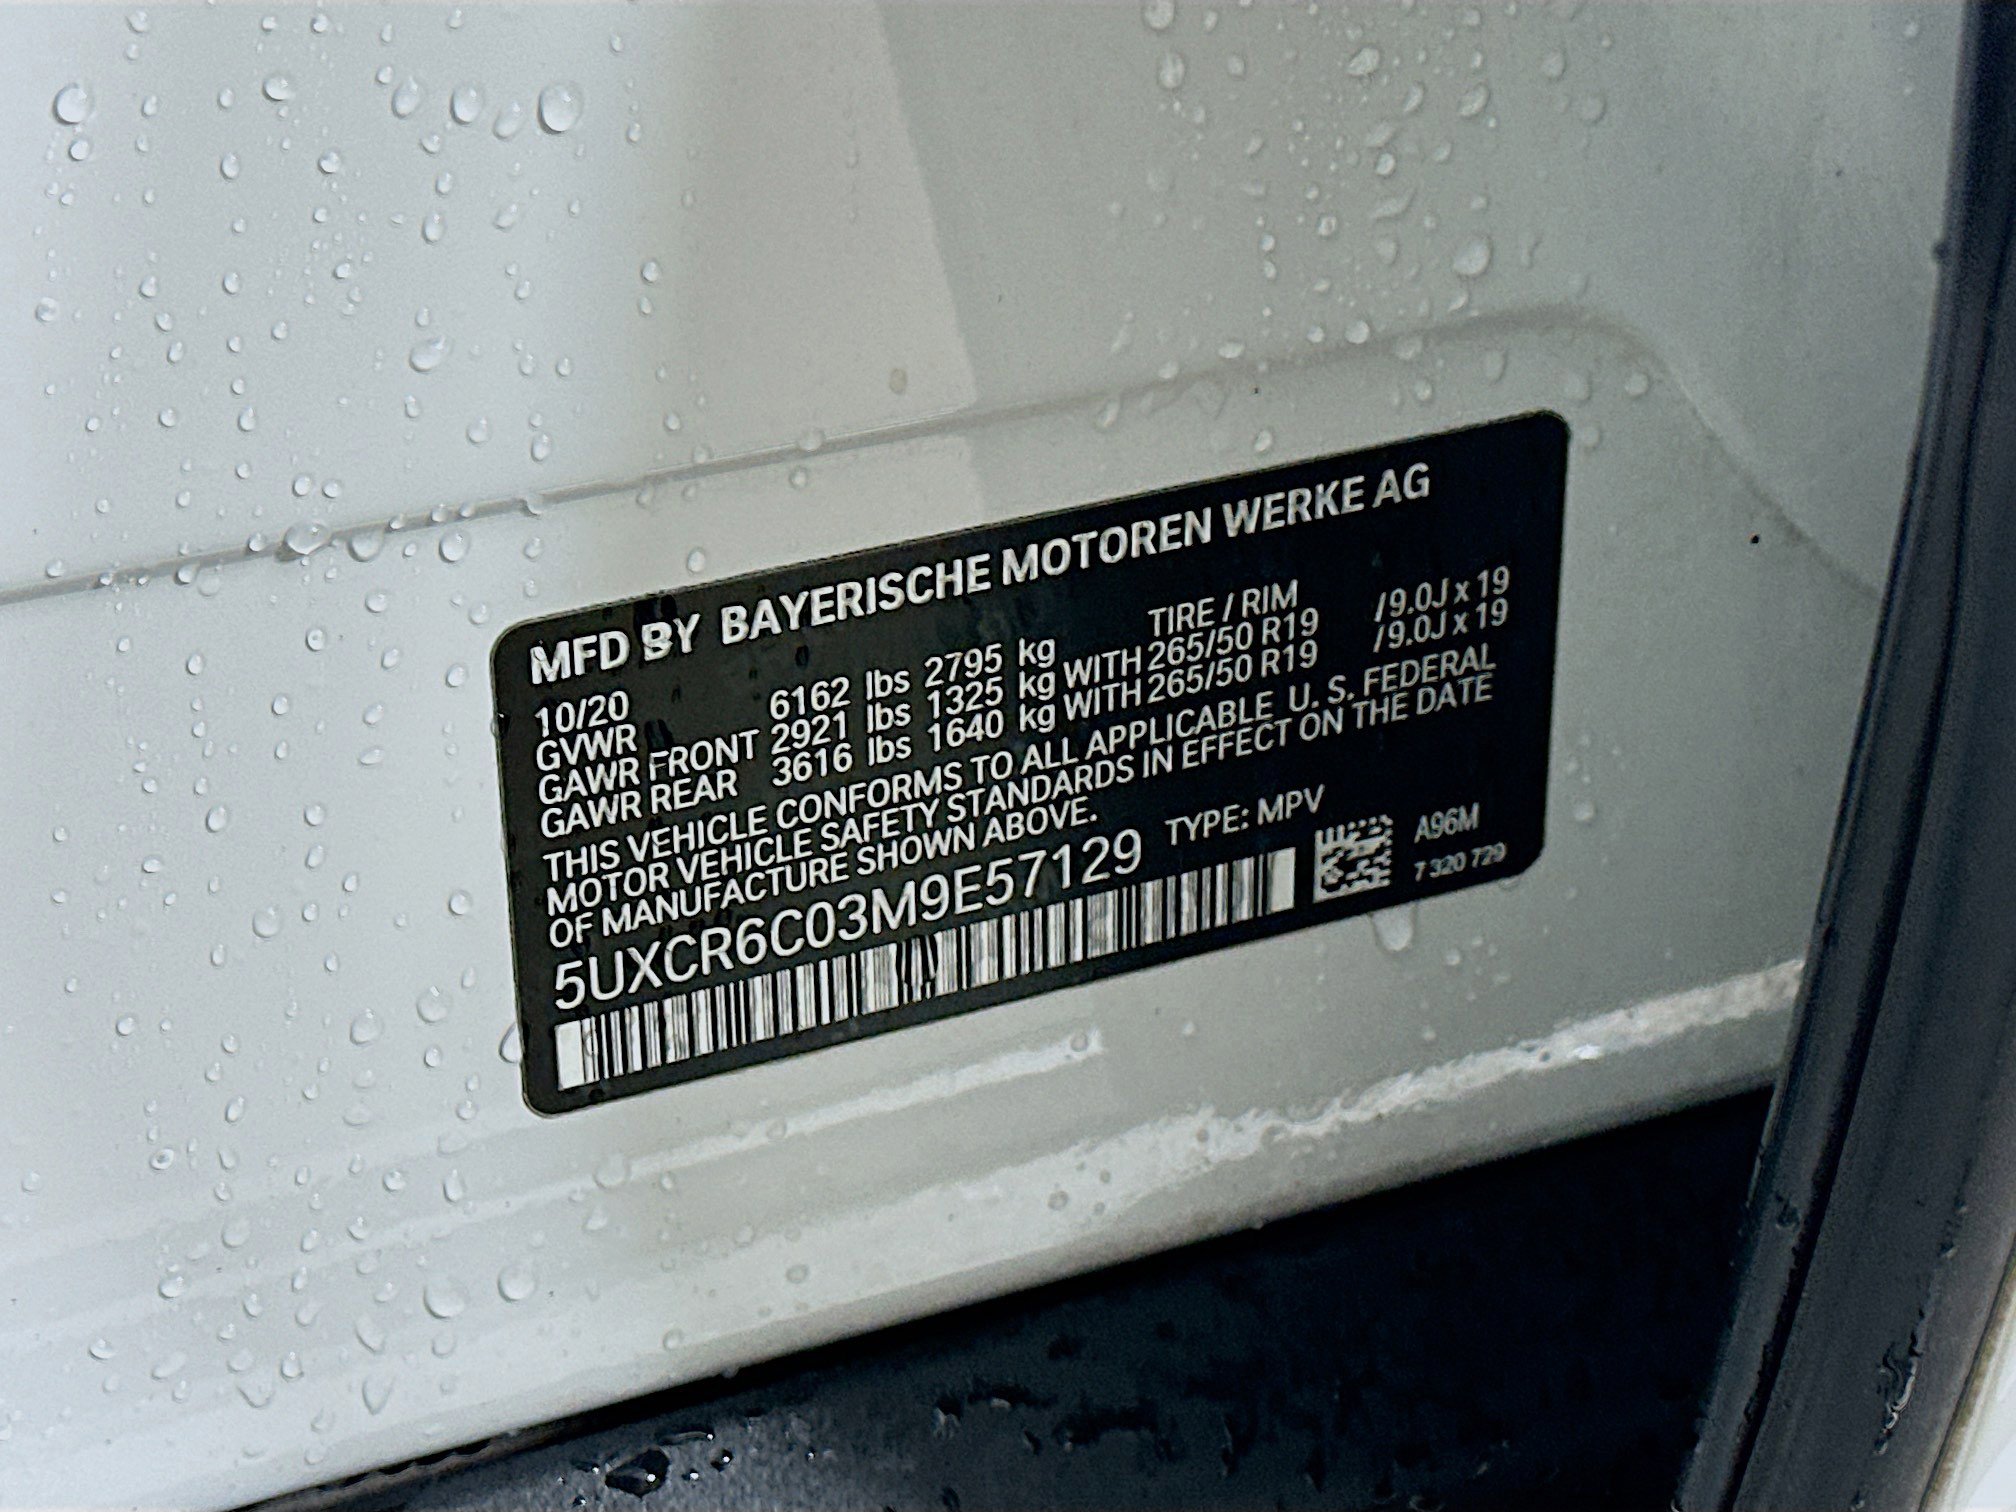 MFD BY BAYERISCHE MOTOREN WERKE AG
10/20 TIRE / RIM
GVWR 6162 lbs 2795 kg
GAWR FRONT 2921 lbs 1325 kg WITH 265/50 R19 /9.0J x 19
GAWR REAR 3616 lbs 1640 kg WITH 265/50 R19 /9.0J x 19
THIS VEHICLE CONFORMS TO ALL APPLICABLE U. S. FEDERAL
MOTOR VEHICLE SAFETY STANDARDS IN EFFECT ON THE DATE
OF MANUFACTURE SHOWN ABOVE.
5UXCR6C03M9E57129 TYPE: MPV
A96M
7 320 729